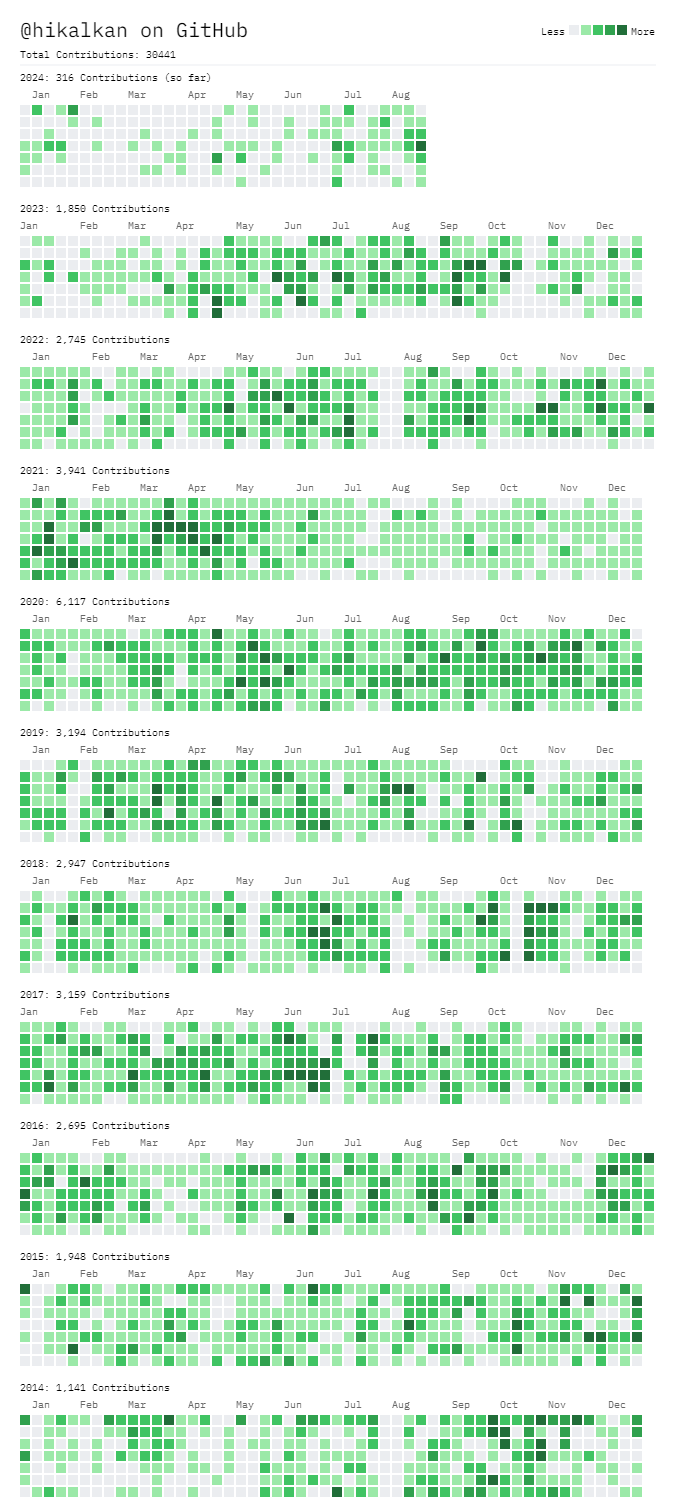 @hikalkan on GitHub
Less More
Total Contributions: 30441
2024: 316 Contributions (so far)
Jan Feb Mar Apr May Jun Jul Aug
2023: 1,850 Contributions
Jan Feb Mar Apr May Jun Jul Aug Sep Oct Nov Dec
2022: 2,745 Contributions
Jan Feb Mar Apr May Jun Jul Aug Sep Oct Nov Dec
2021: 3,941 Contributions
Jan Feb Mar Apr May Jun Jul Aug Sep Oct Nov Dec
2020: 6,117 Contributions
Jan Feb Mar Apr May Jun Jul Aug Sep Oct Nov Dec
2019: 3,194 Contributions
Jan Feb Mar Apr May Jun Jul Aug Sep Oct Nov Dec
2018: 2,947 Contributions
Jan Feb Mar Apr May Jun Jul Aug Sep Oct Nov Dec
2017: 3,159 Contributions
Jan Feb Mar Apr May Jun Jul Aug Sep Oct Nov Dec
2016: 2,695 Contributions
Jan Feb Mar Apr May Jun Jul Aug Sep Oct Nov Dec
2015: 1,948 Contributions
Jan Feb Mar Apr May Jun Jul Aug Sep Oct Nov Dec
2014: 1,141 Contributions
Jan Feb Mar Apr May Jun Jul Aug Sep Oct Nov Dec